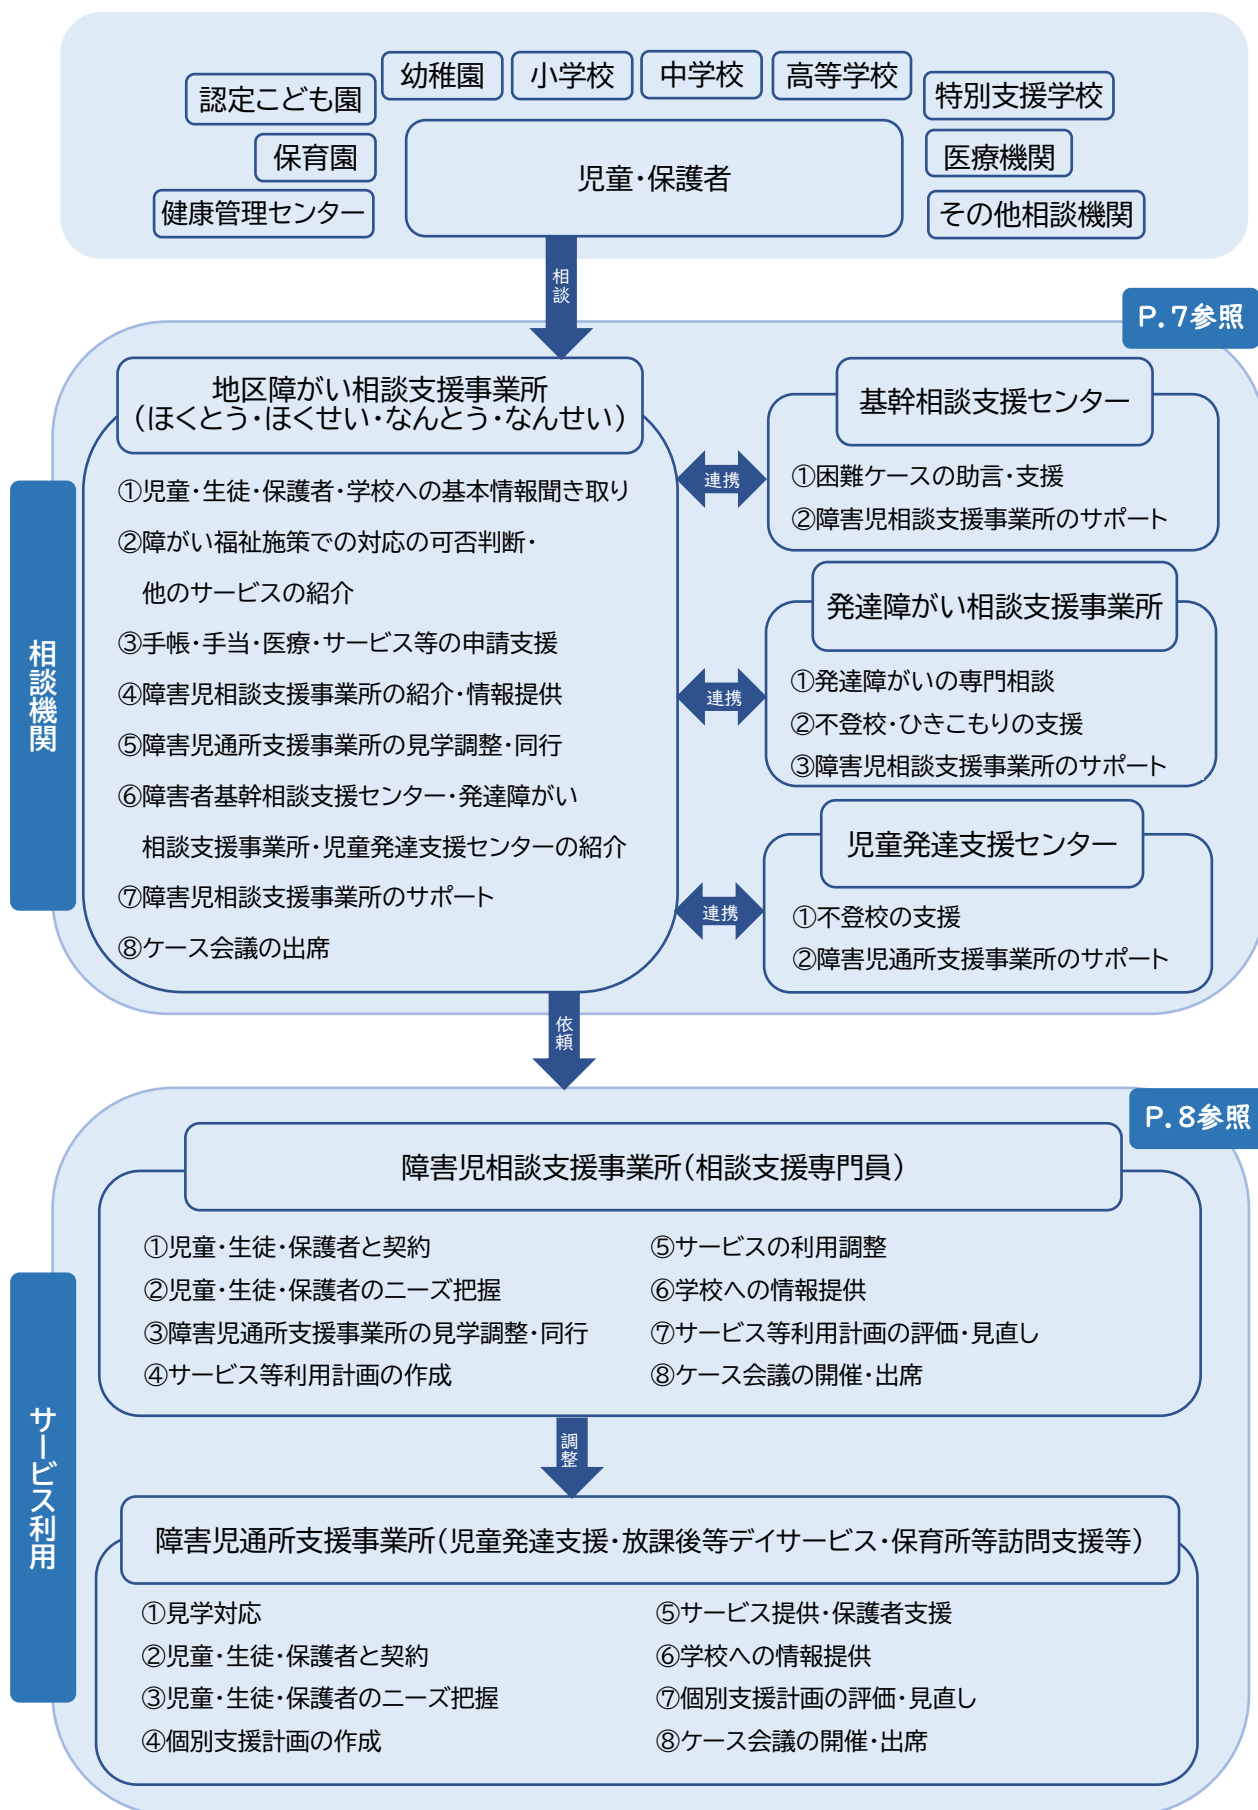 幼稚園
小学校
中学校
高等学校
認定こども園
特別支援学校
保育園
児童・保護者
医療機関
健康管理センター
その他相談機関
相談
P.7参照
相談機関
地区障がい相談支援事業所
（ほくとう・ほくせい・なんとう・なんせい）
①児童・生徒・保護者・学校への基本情報聞き取り
②障がい福祉施策での対応の可否判断・
他のサービスの紹介
③手帳・手当・医療・サービス等の申請支援
④障害児相談支援事業所の紹介・情報提供
⑤障害児通所支援事業所の見学調整・同行
⑥障害者基幹相談支援センター・発達障がい
相談支援事業所・児童発達支援センターの紹介
⑦障害児相談支援事業所のサポート
⑧ケース会議の出席
連携
基幹相談支援センター
①困難ケースの助言・支援
②障害児相談支援事業所のサポート
連携
発達障がい相談支援事業所
①発達障がいの専門相談
②不登校・ひきこもりの支援
③障害児相談支援事業所のサポート
連携
児童発達支援センター
①不登校の支援
②障害児通所支援事業所のサポート
依頼
P.8参照
サービス利用
障害児相談支援事業所（相談支援専門員）
①児童・生徒・保護者と契約
②児童・生徒・保護者のニーズ把握
③障害児通所支援事業所の見学調整・同行
④サービス等利用計画の作成
⑤サービスの利用調整
⑥学校への情報提供
⑦サービス等利用計画の評価・見直し
⑧ケース会議の開催・出席
調整
障害児通所支援事業所（児童発達支援・放課後等デイサービス・保育所等訪問支援等）
①見学対応
②児童・生徒・保護者と契約
③児童・生徒・保護者のニーズ把握
④個別支援計画の作成
⑤サービス提供・保護者支援
⑥学校への情報提供
⑦個別支援計画の評価・見直し
⑧ケース会議の開催・出席